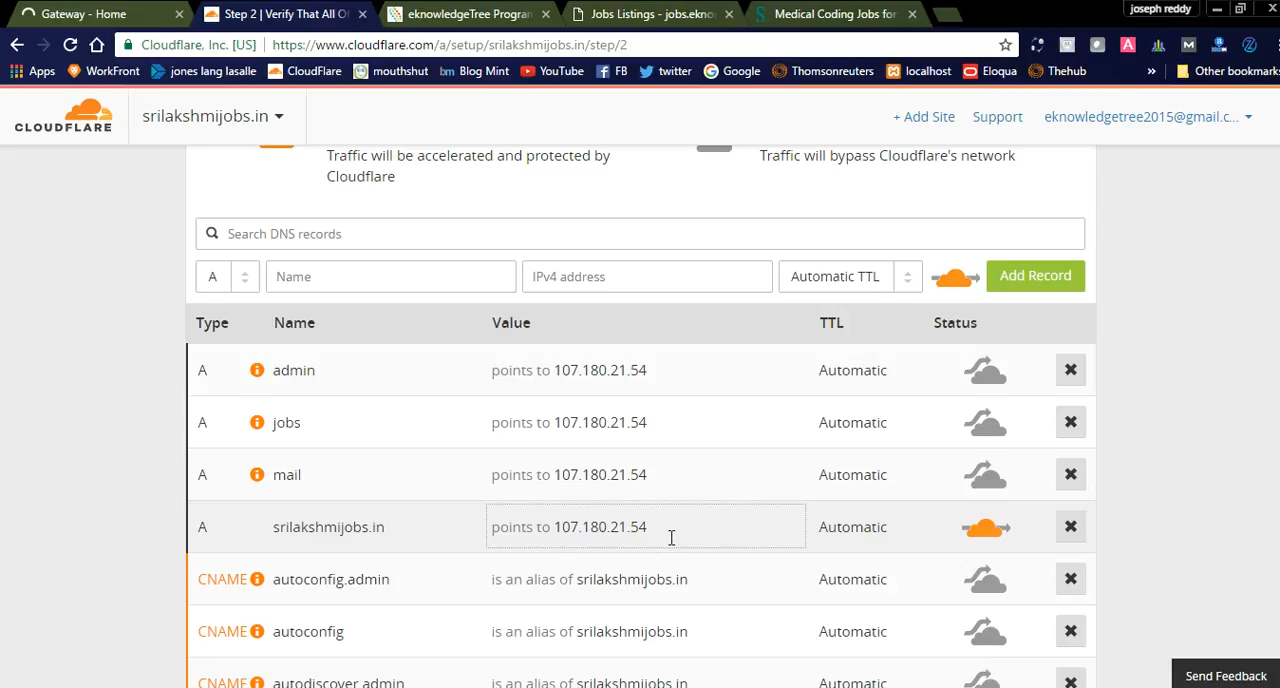 joseph reddy
Gateway - Home
Step 2 | Verify That All Of
eknowledgeTree Program
Jobs Listings - jobs.eknow
Medical Coding Jobs for
Cloudflare, Inc. [US]
https://www.cloudflare.com/a/setup/srilakshmijobs.in/step/2
Apps WorkFront jones lang lasalle CloudFlare mouthshut bm Blog Mint YouTube FB twitter Google Thomsonreuters localhost Eloqua Thehub » Other bookmarks
CLOUDFLARE
srilakshmijobs.in
+ Add Site Support eknowledgetree2015@gmail.c...
Traffic will be accelerated and protected by
Cloudflare
Traffic will bypass Cloudflare's network
Search DNS records
A Name IPv4 address Automatic TTL Add Record
Type Name Value TTL Status
A admin points to 107.180.21.54 Automatic
A jobs points to 107.180.21.54 Automatic
A mail points to 107.180.21.54 Automatic
A srilakshmijobs.in points to 107.180.21.54 Automatic
CNAME autoconfig.admin is an alias of srilakshmijobs.in Automatic
CNAME autoconfig is an alias of srilakshmijobs.in Automatic
CNAME autodiscover.admin is an alias of srilakshmijobs.in Automatic
Send Feedback